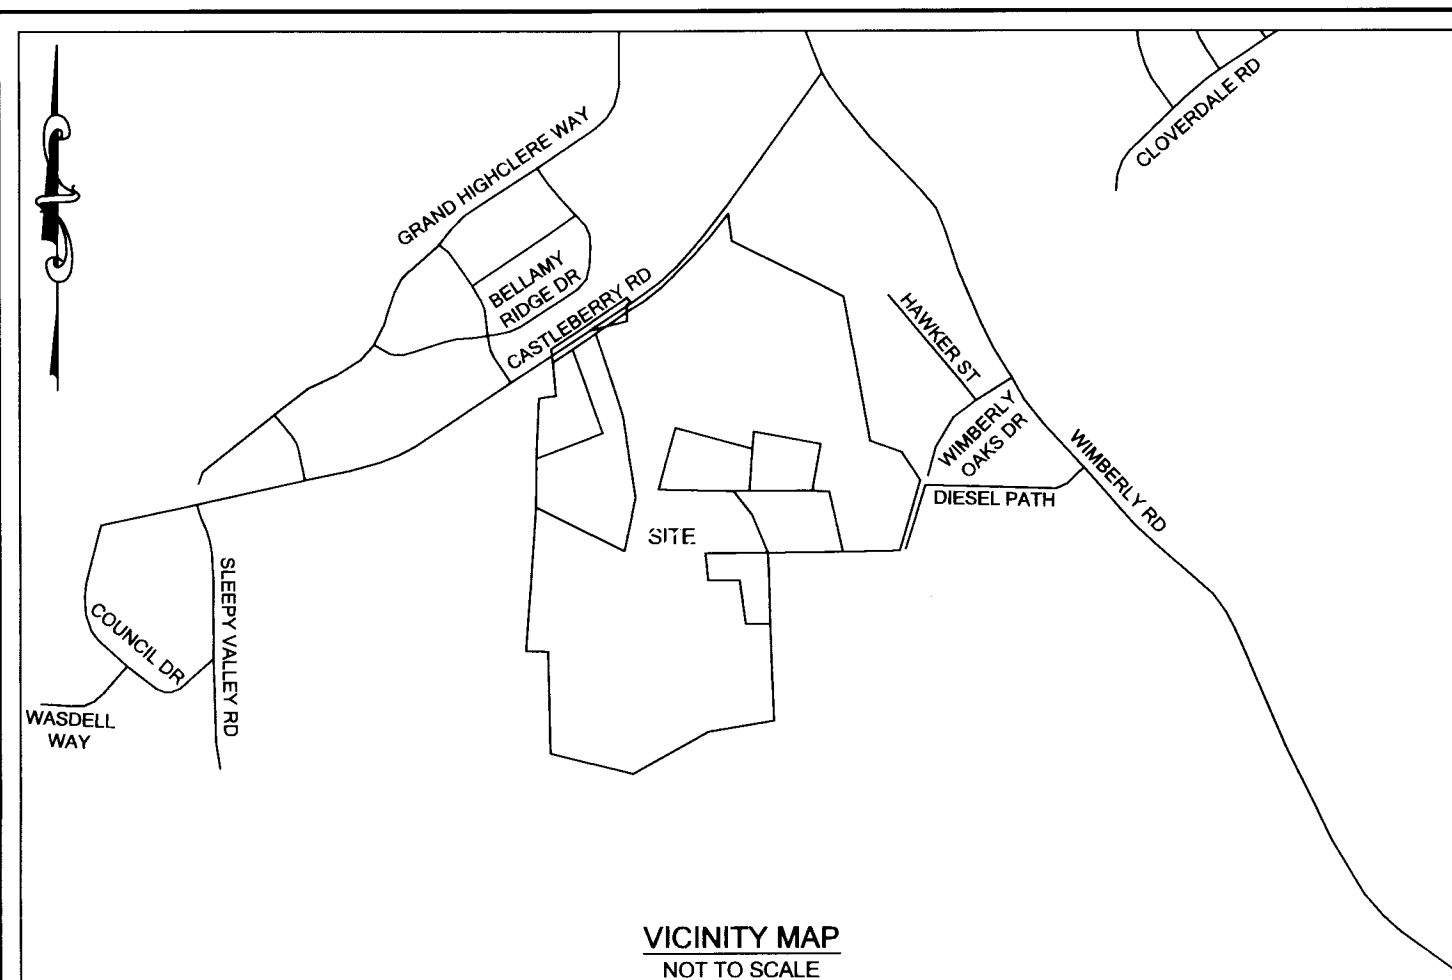 CLOVERDALE RD
GRAND HIGHCLERE WAY
BELLAMY
RIDGE DR
CASTLEBERRY RD
HAWKER ST
WIMBERLY
OAKS DR
WIMBERLY RD
DIESEL PATH
SITE
SLEEPY VALLEY RD
COUNCIL DR
WASDELL
WAY
VICINITY MAP
NOT TO SCALE